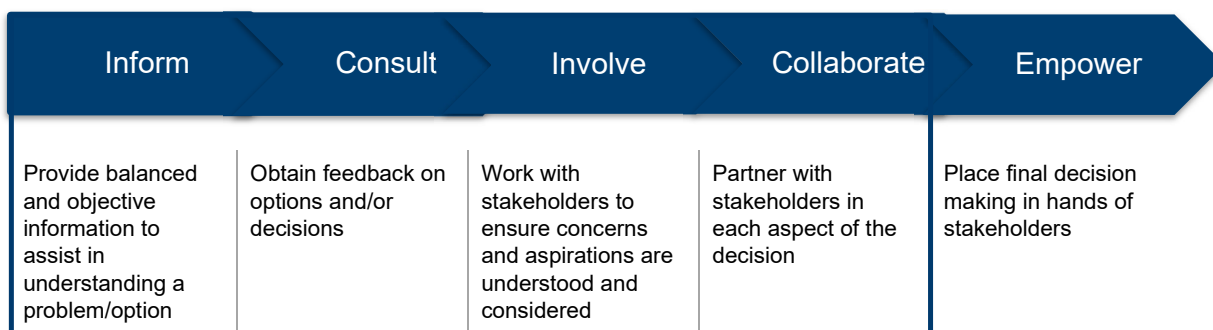 Inform
Consult
Involve
Collaborate
Empower
Provide balanced
and objective
information to
assist in
understanding a
problem/option
Obtain feedback on
options and/or
decisions
Work with
stakeholders to
ensure concerns
and aspirations are
understood and
considered
Partner with
stakeholders in
each aspect of the
decision
Place final decision
making in hands of
stakeholders